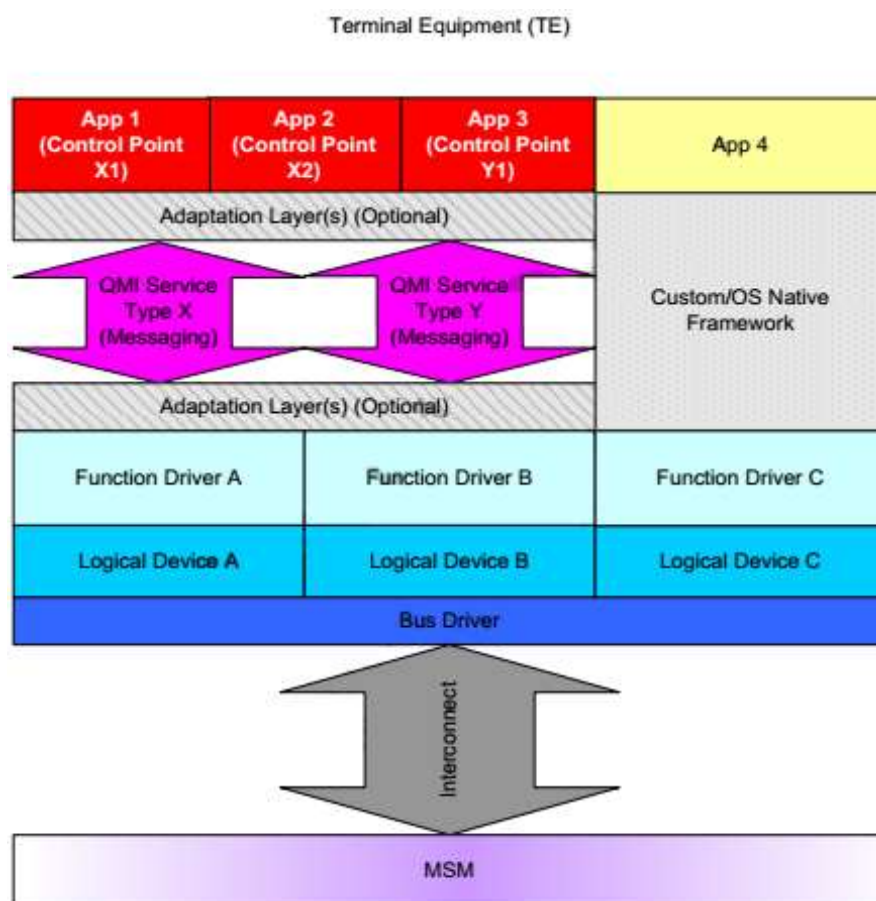 Terminal Equipment (TE)
App 1
(Control Point
X1)
App 2
(Control Point
X2)
App 3
(Control Point
Y1)
App 4
Adaptation Layer(s) (Optional)
QMI Service
Type X
(Messaging)
QMI Service
Type Y
(Messaging)
Custom/OS Native
Framework
Adaptation Layer(s) (Optional)
Function Driver A
Function Driver B
Function Driver C
Logical Device A
Logical Device B
Logical Device C
Bus Driver
Interconnect
MSM